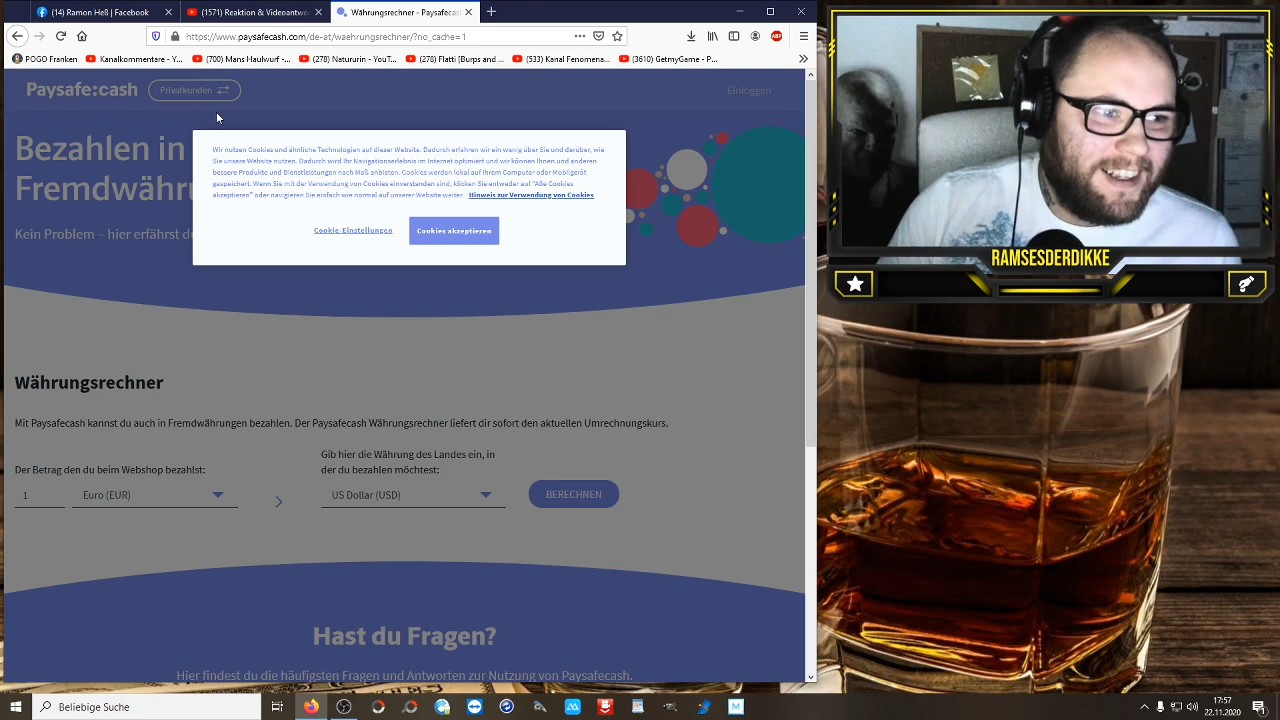 (14) Ramon Heß | Facebook
(1571) Reaktion & Videoantwor
Währungsrechner - Paysafecash
https://www.paysafecash.com/de-at/waehrungsrechner/?no_cache=1
ABP
POGO Franken
Kanalkommentare - Y...
(700) Mans Haulwurf -...
(278) Natururin - YouT...
(278) Flatti [Burps and ...
(533) Kanal Fenomena...
(3610) GetmyGame - P...
Paysafe:cash
Privatkunden
Einloggen
Bezahlen in
Fremdwähru
Kein Problem – hier erfährst du
Wir nutzen Cookies und ähnliche Technologien auf dieser Website. Dadurch erfahren wir ein wenig über Sie und darüber, wie
Sie unsere Website nutzen. Dadurch wird Ihr Navigationserlebnis im Internet optimiert und wir können Ihnen und anderen
bessere Produkte und Dienstleistungen nach Maß anbieten. Cookies werden lokal auf Ihrem Computer oder Mobilgerät
gespeichert. Wenn Sie mit der Verwendung von Cookies einverstanden sind, klicken Sie entweder auf "Alle Cookies
akzeptieren" oder navigieren Sie einfach wie normal auf unserer Website weiter. Hinweis zur Verwendung von Cookies
Cookie-Einstellungen
Cookies akzeptieren
RAMSESDERDIKKE
Währungsrechner
Mit Paysafecash kannst du auch in Fremdwährungen bezahlen. Der Paysafecash Währungsrechner liefert dir sofort den aktuellen Umrechnungskurs.
Der Betrag den du beim Webshop bezahlst:
Gib hier die Währung des Landes ein, in
der du bezahlen möchtest:
1
Euro (EUR)
US Dollar (USD)
BERECHNEN
Hast du Fragen?
Hier findest du die häufigsten Fragen und Antworten zur Nutzung von Paysafecash.
Beliebige Suche
17:57
22.11.2020